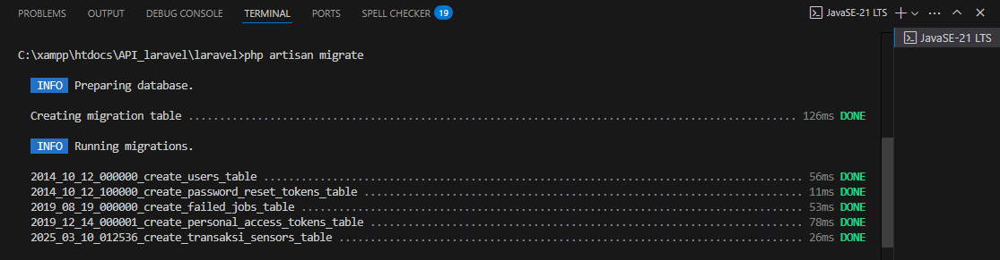 PROBLEMS OUTPUT DEBUG CONSOLE TERMINAL PORTS SPELL CHECKER 19 JavaSE-21 LTS
JavaSE-21 LTS
C:\xampp\htdocs\API_laravel\laravel>php artisan migrate
INFO Preparing database.
Creating migration table ................................................................................................. 126ms DONE
INFO Running migrations.
2014_10_12_000000_create_users_table ...................................................................................... 56ms DONE
2014_10_12_100000_create_password_reset_tokens_table ...................................................................... 11ms DONE
2019_08_19_000000_create_failed_jobs_table ................................................................................ 53ms DONE
2019_12_14_000001_create_personal_access_tokens_table ..................................................................... 78ms DONE
2025_03_10_012536_create_transaksi_sensors_table .......................................................................... 26ms DONE